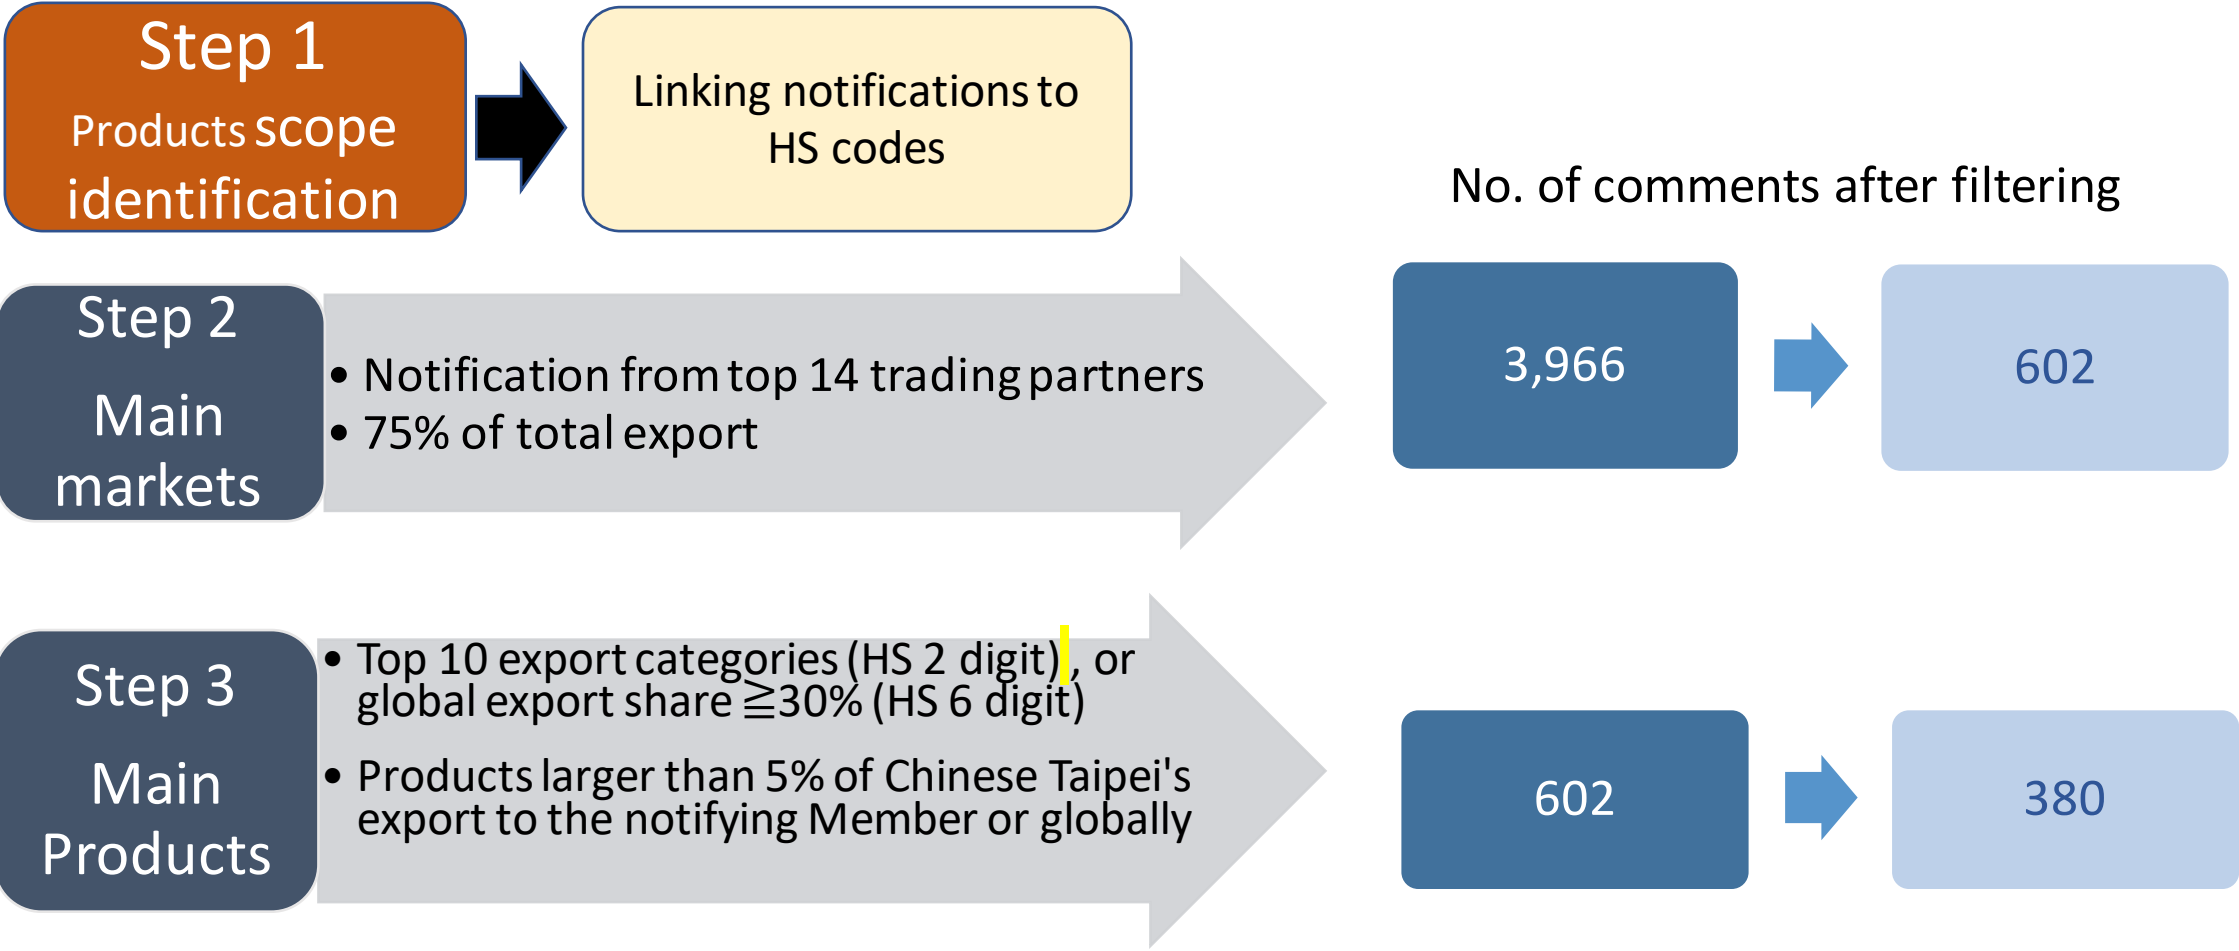 Step 1
Products scope
identification
Linking notifications to
HS codes
No. of comments after filtering
Step 2
Main
markets
• Notification from top 14 trading partners
• 75% of total export
3,966
602
Step 3
Main
Products
• Top 10 export categories (HS 2 digit) , or
global export share ≧30% (HS 6 digit)
• Products larger than 5% of Chinese Taipei's
export to the notifying Member or globally
602
380